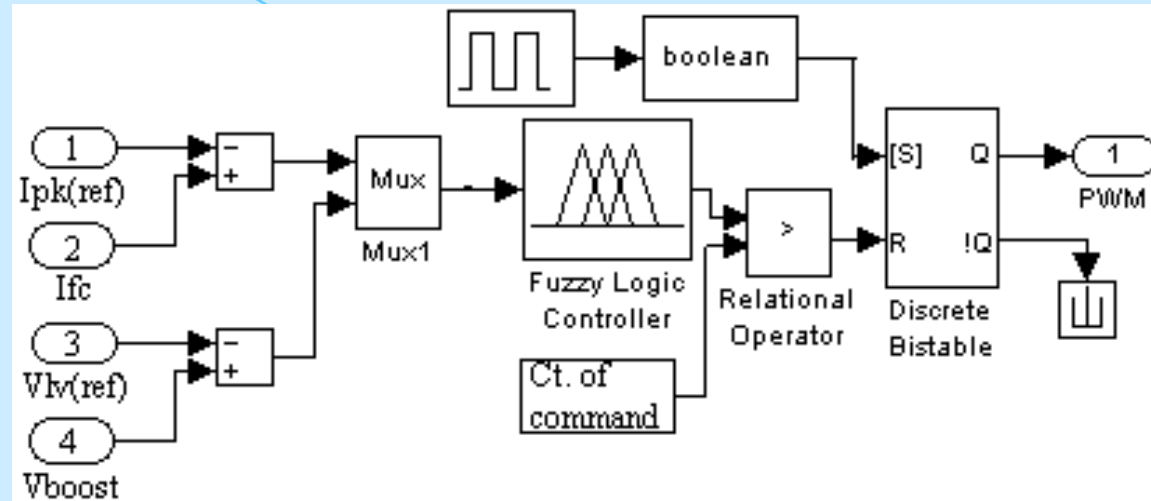 boolean
1
Ipk(ref)
2
Ifc
3
Vlv(ref)
4
Vboost
−
+
−
+
Mux
Mux1
Fuzzy Logic
Controller
Ct. of
command
>
Relational
Operator
[S] Q
R !Q
Discrete
Bistable
1
PWM